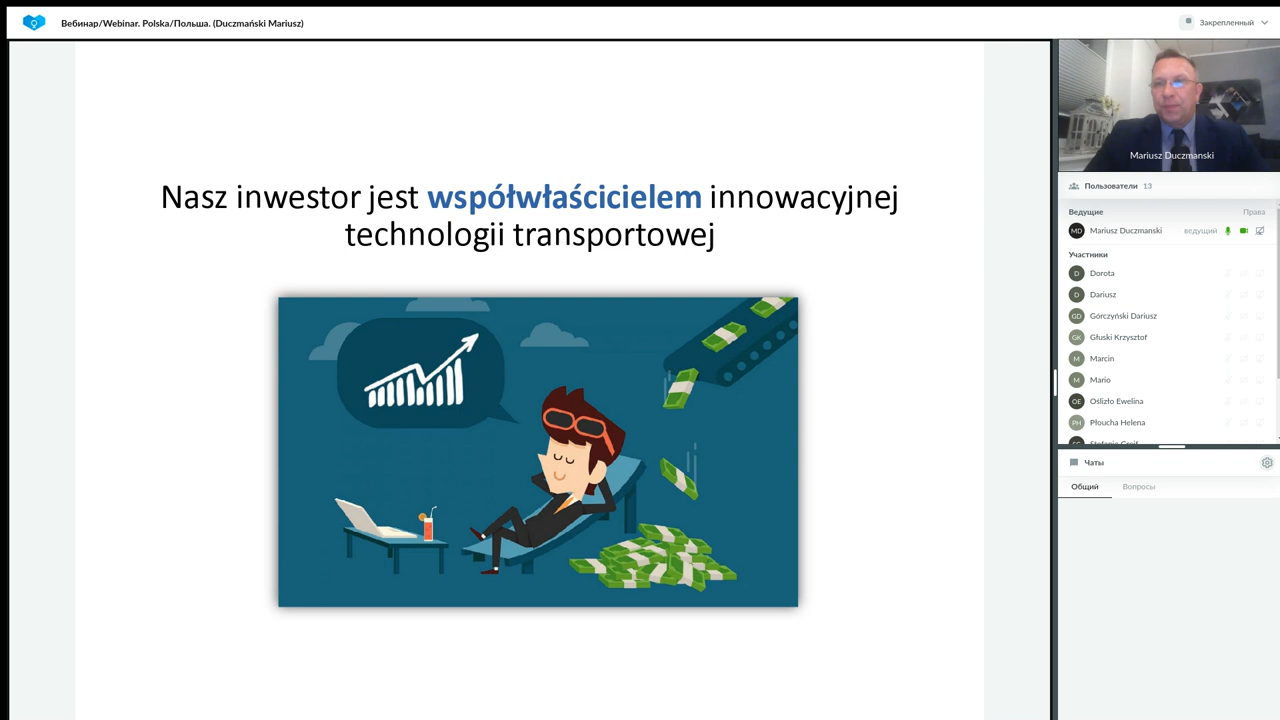 Вебинар/Webinar. Polska/Польша. (Duczmański Mariusz)
Закрепленный
Nasz inwestor jest współwłaścicielem innowacyjnej
technologii transportowej
Mariusz Duczmanski
Пользователи 13
Ведущие Права
MD Mariusz Duczmanski ведущий
Участники
D Dorota
D Dariusz
GD Górczyński Dariusz
GK Głuski Krzysztof
M Marcin
M Mario
OE Oślizło Ewelina
PH Płoucha Helena
Чаты
Общий Вопросы